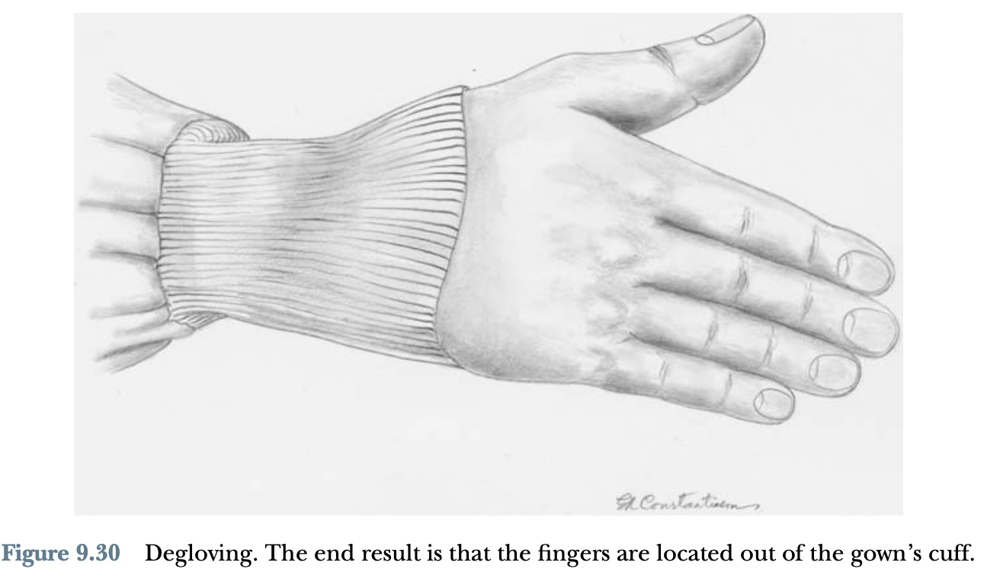 Figure 9.30 Degloving. The end result is that the fingers are located out of the gown's cuff.